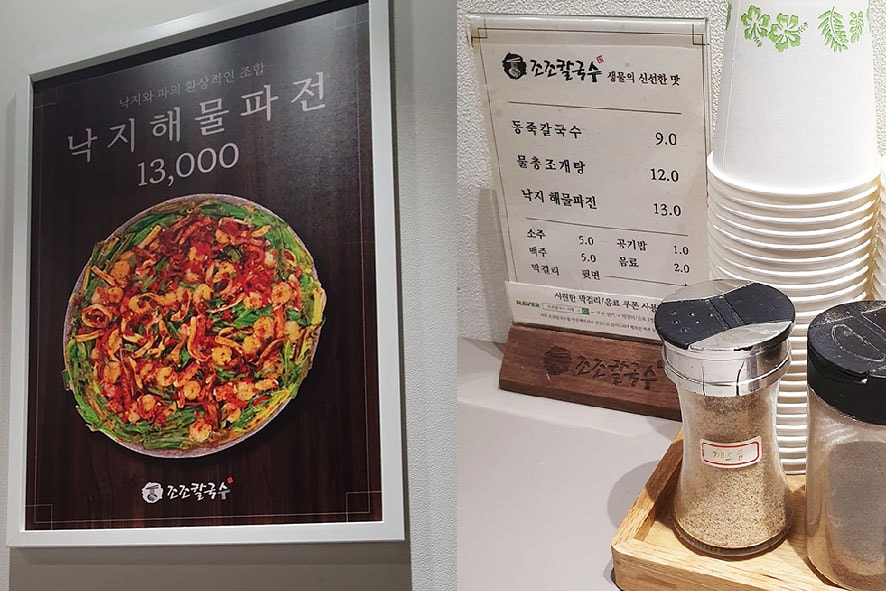 낙지와 파의 환상적인 조합
낙지해물파전
13,000
조조칼국수
조조칼국수 생물의 신선한 맛
동죽칼국수 9.0
물총조개탕 12.0
낙지 해물파전 13.0
소주 5.0 공기밥 1.0
맥주 5.0 음료 2.0
막걸리 뒷면
시원한 막걸리/음료 쿠폰 사용
조조칼국수